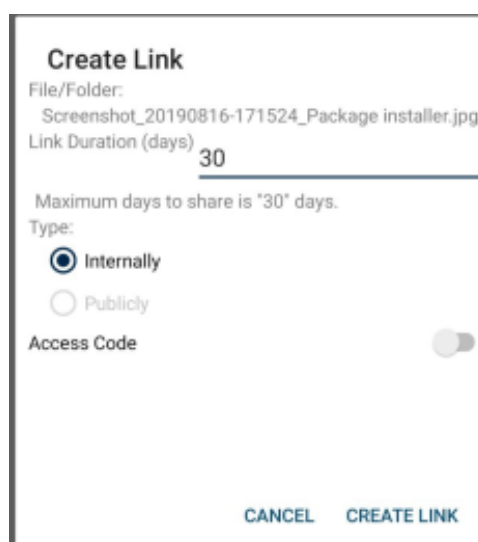 Create Link
File/Folder:
Screenshot_20190816-171524_Package installer.jpg
Link Duration (days)
30
Maximum days to share is "30" days.
Type:
Internally
Publicly
Access Code
CANCEL CREATE LINK